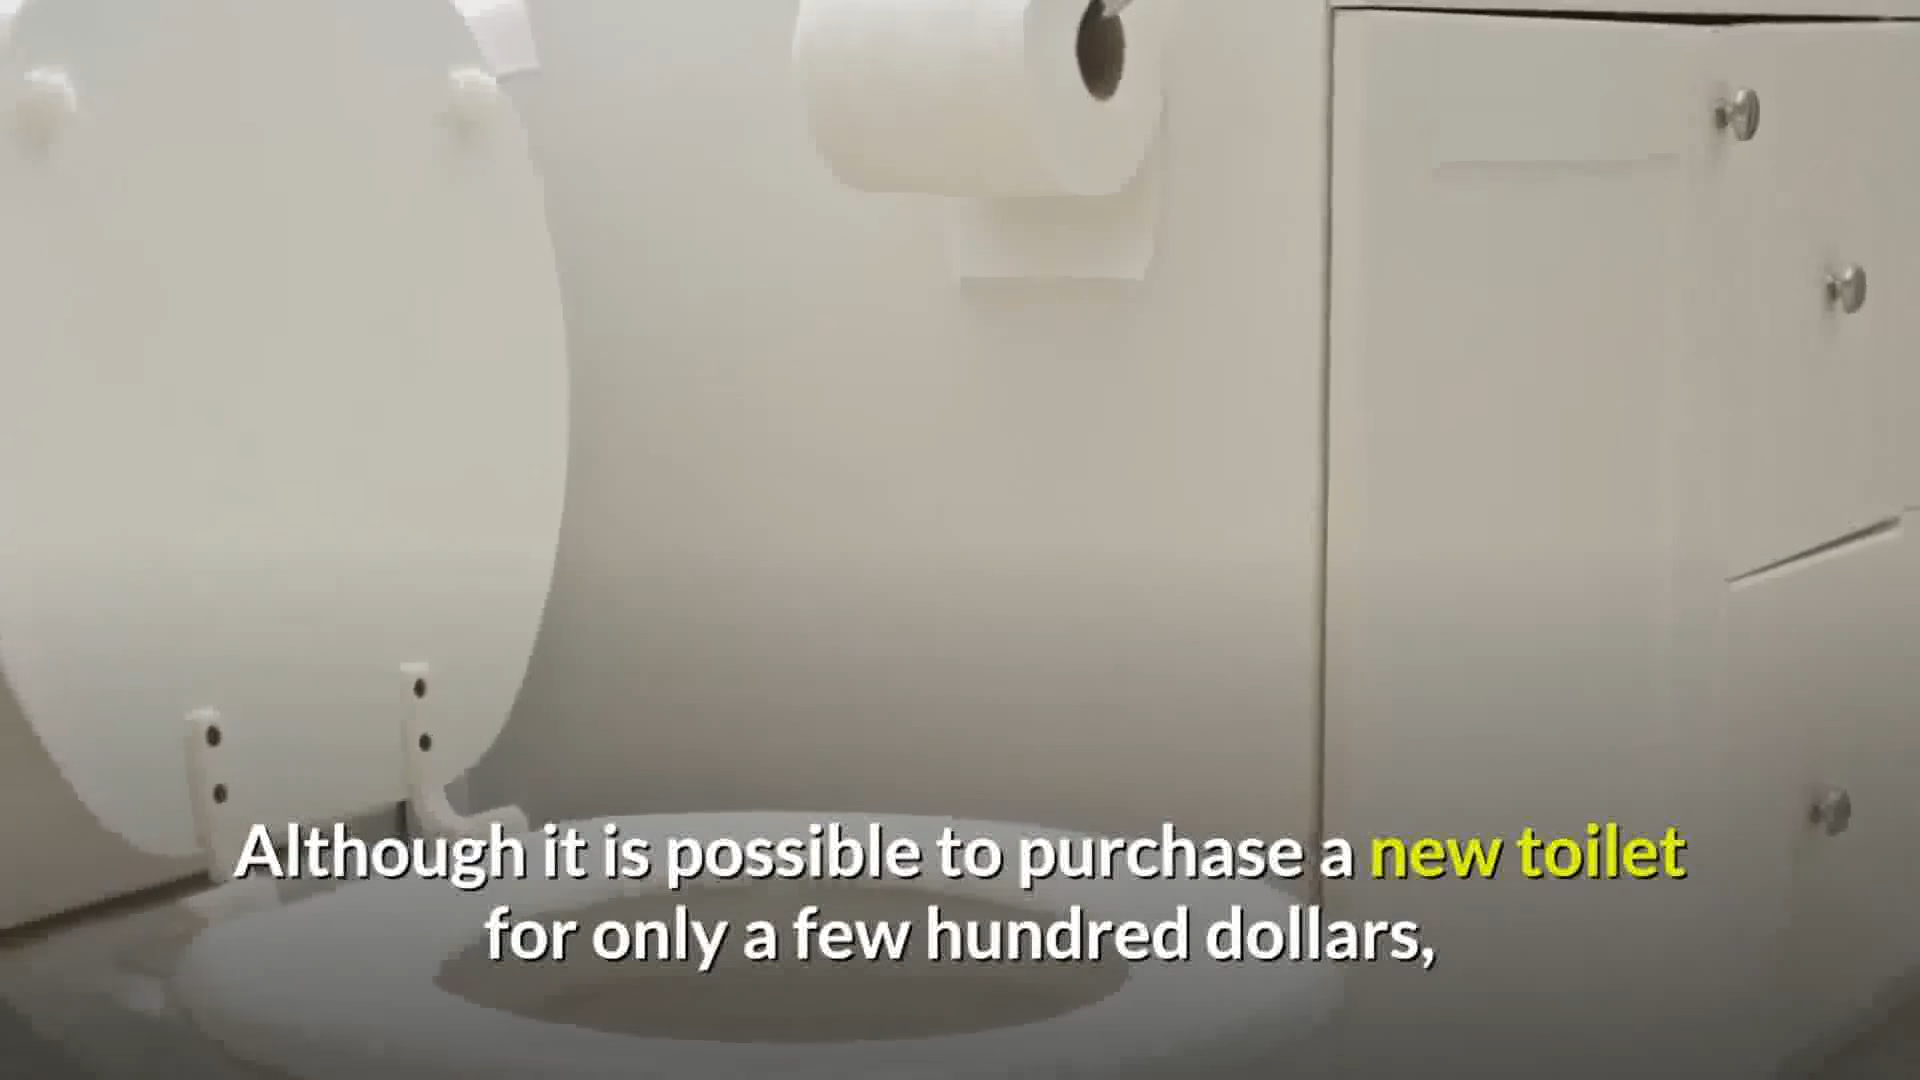 Although it is possible to purchase a new toilet
for only a few hundred dollars,